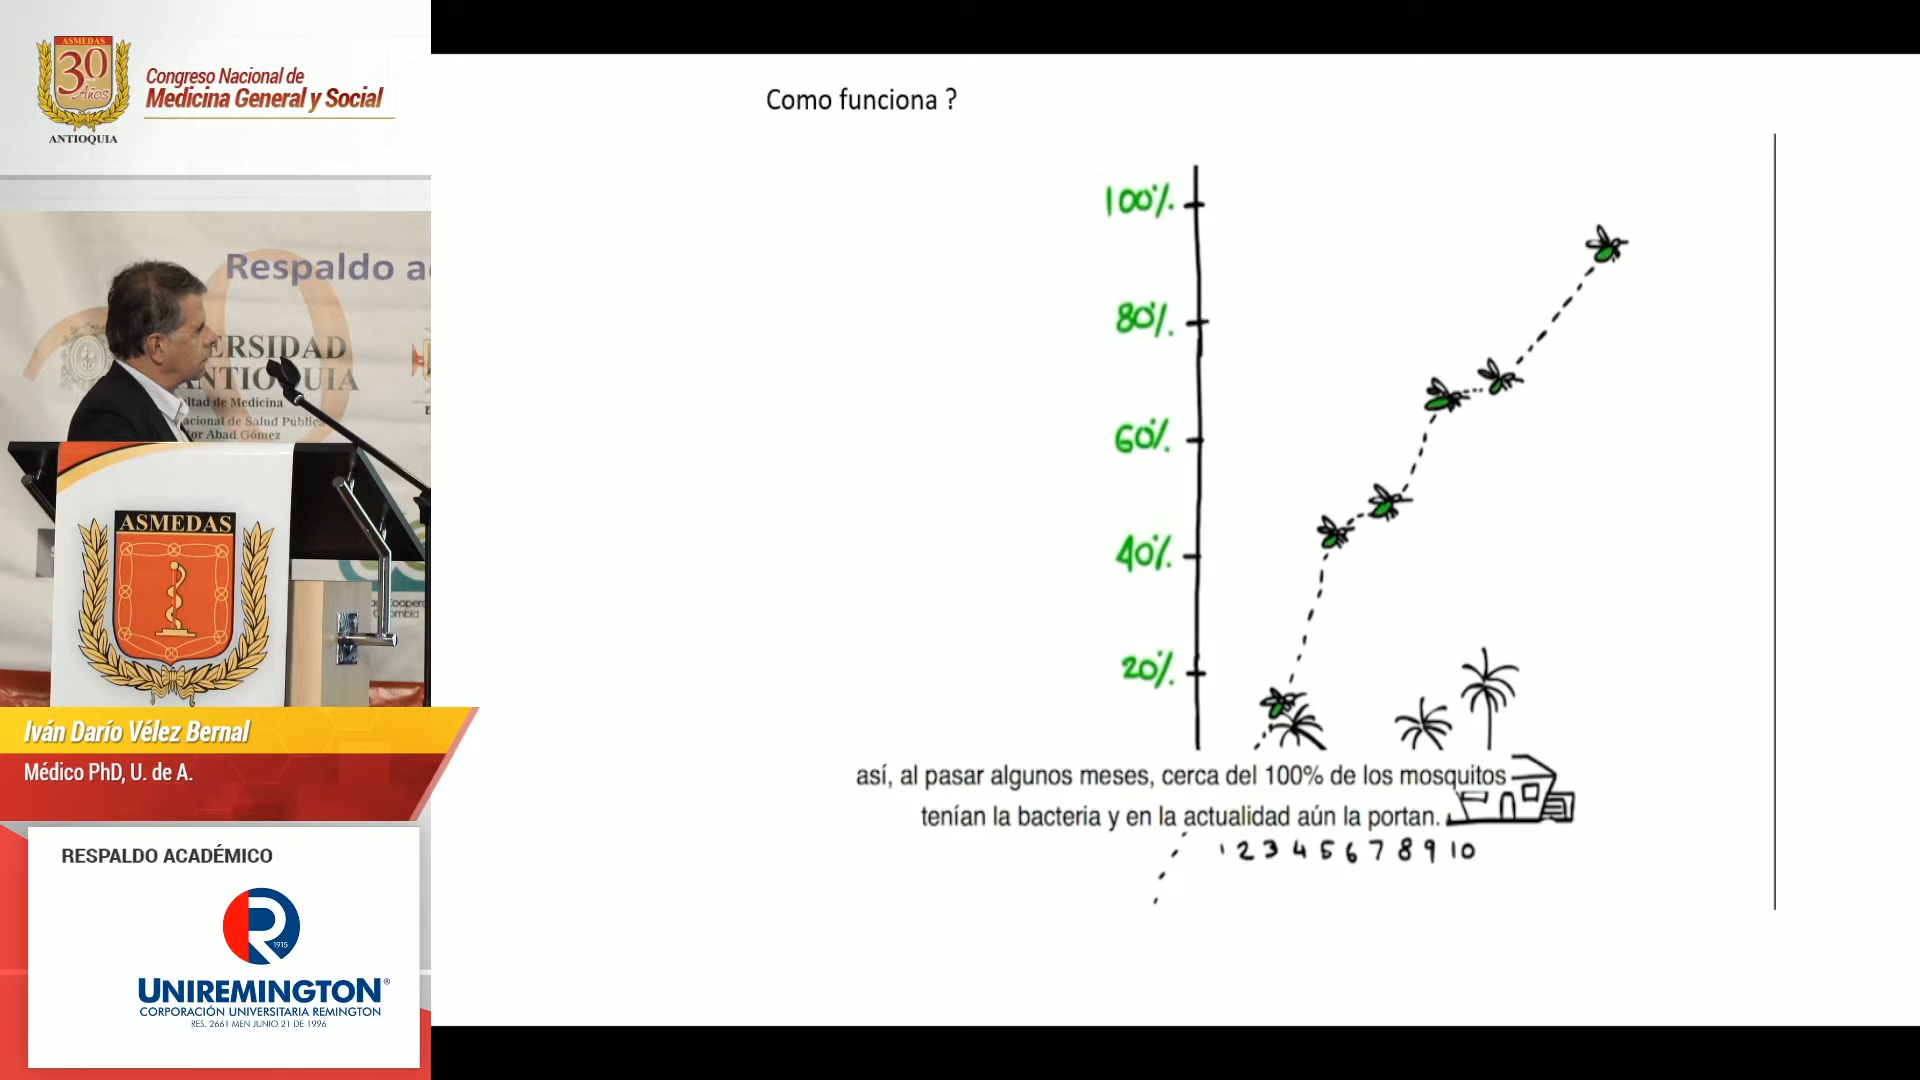 ASMEDAS
30
Años
ANTIOQUIA
Congreso Nacional de
Medicina General y Social
Respaldo a
ERSIDAD
ANTIOQUIA
ltad de Medicina
acional de Salud Pública
tor Abad Gómez
ASMEDAS
Iván Darío Vélez Bernal
Médico PhD, U. de A.
RESPALDO ACADÉMICO
R
1915
UNIREMINGTON®
CORPORACIÓN UNIVERSITARIA REMINGTON
RES. 2661 MEN JUNIO 21 DE 1996
Como funciona ?
100%
80%
60%
40%
20%
así, al pasar algunos meses, cerca del 100% de los mosquitos
tenían la bacteria y en la actualidad aún la portan.
1 2 3 4 5 6 7 8 9 10